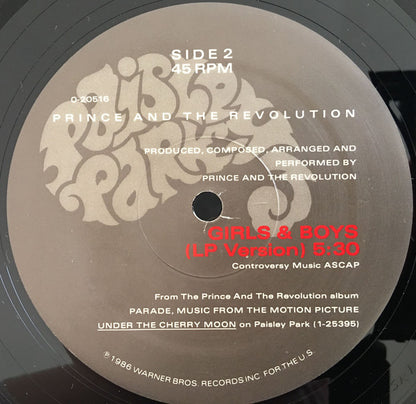 SIDE 2
45 RPM
Paisley
Park
0-20516
PRINCE AND THE REVOLUTION
PRODUCED, COMPOSED, ARRANGED AND
PERFORMED BY
PRINCE AND THE REVOLUTION
GIRLS & BOYS
(LP Version) 5:30
Controversy Music ASCAP
From The Prince And The Revolution album
PARADE, MUSIC FROM THE MOTION PICTURE
UNDER THE CHERRY MOON on Paisley Park (1-25395)
℗ 1986 WARNER BROS. RECORDS INC. FOR THE U.S.